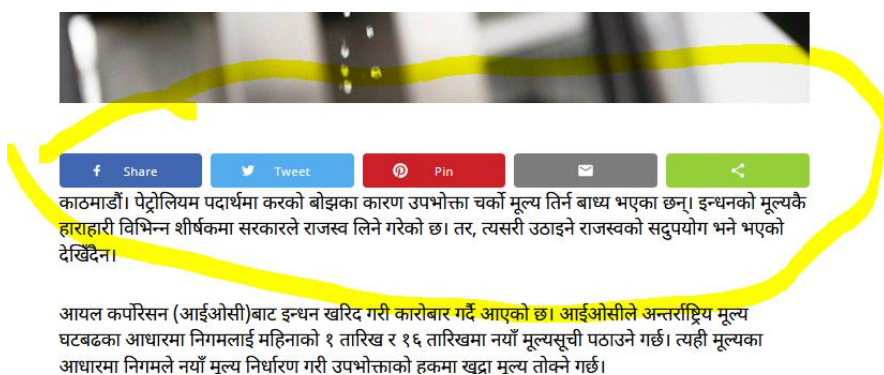 Share Tweet Pin
काठमाडौं। पेट्रोलियम पदार्थमा करको बोझका कारण उपभोक्ता चर्को मूल्य तिर्न बाध्य भएका छन्। इन्धनको मूल्यकै
हाराहारी विभिन्न शीर्षकमा सरकारले राजस्व लिने गरेको छ। तर, त्यसरी उठाइने राजस्वको सदुपयोग भने भएको
देखिँदैन।
आयल कर्पोरेसन (आईओसी)बाट इन्धन खरिद गरी कारोबार गर्दै आएको छ। आईओसीले अन्तर्राष्ट्रिय मूल्य
घटबढका आधारमा निगमलाई महिनाको १ तारिख र १६ तारिखमा नयाँ मूल्यसूची पठाउने गर्छ। त्यही मूल्यका
आधारमा निगमले नयाँ मूल्य निर्धारण गरी उपभोक्ताको हकमा खुद्रा मूल्य तोक्ने गर्छ।